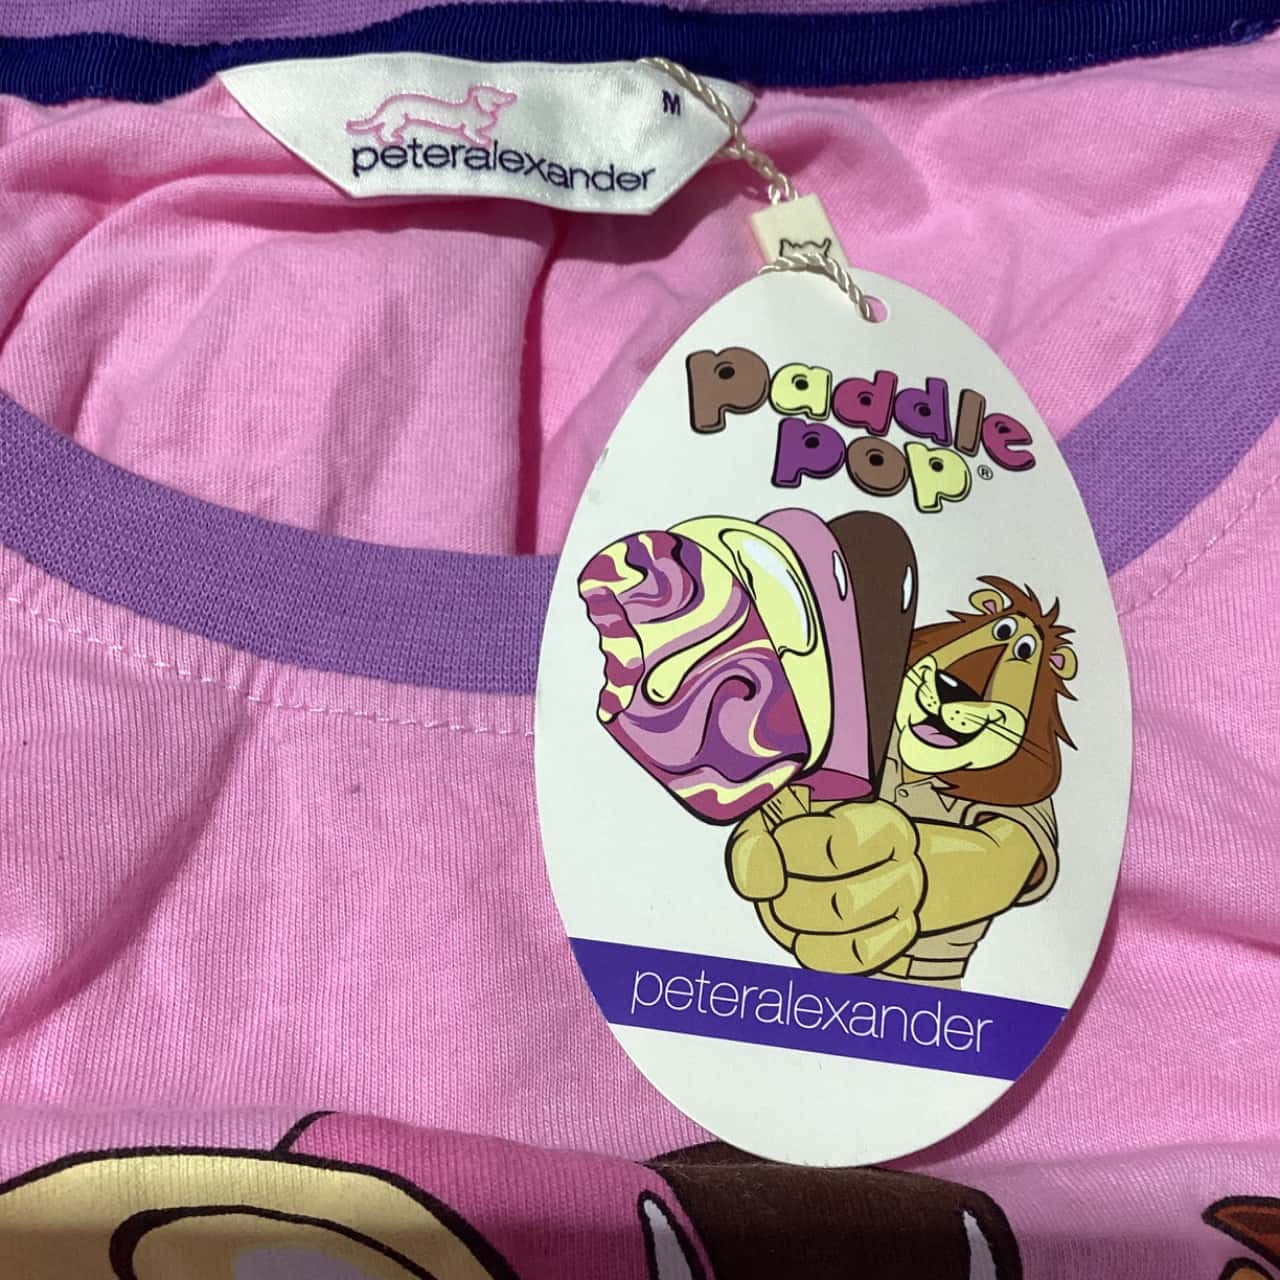 peteralexander
M
paddle
pop®
peteralexander